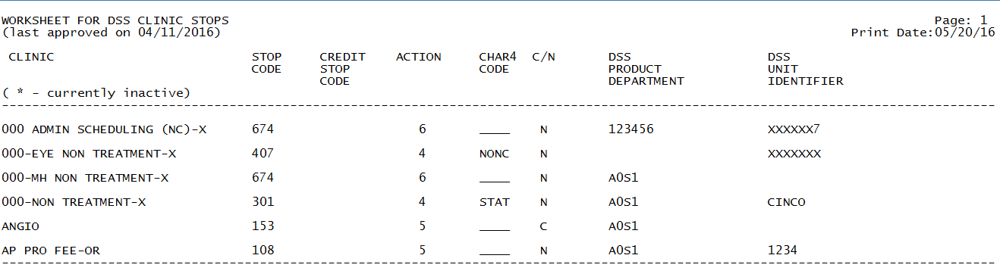 WORKSHEET FOR DSS CLINIC STOPS Page: 1
(last approved on 04/11/2016) Print Date:05/20/16
CLINIC STOP CREDIT ACTION CHAR4 C/N DSS DSS
CODE STOP CODE PRODUCT UNIT
CODE DEPARTMENT IDENTIFIER
( * - currently inactive)
-----------------------------------------------------------------------------------------------------------------------------------
000 ADMIN SCHEDULING (NC)-X 674 6 ____ N 123456 XXXXXX7
000-EYE NON TREATMENT-X 407 4 NONC N XXXXXXX
000-MH NON TREATMENT-X 674 6 ____ N A0S1
000-NON TREATMENT-X 301 4 STAT N A0S1 CINCO
ANGIO 153 5 ____ C A0S1
AP PRO FEE-OR 108 5 ____ N A0S1 1234
-----------------------------------------------------------------------------------------------------------------------------------